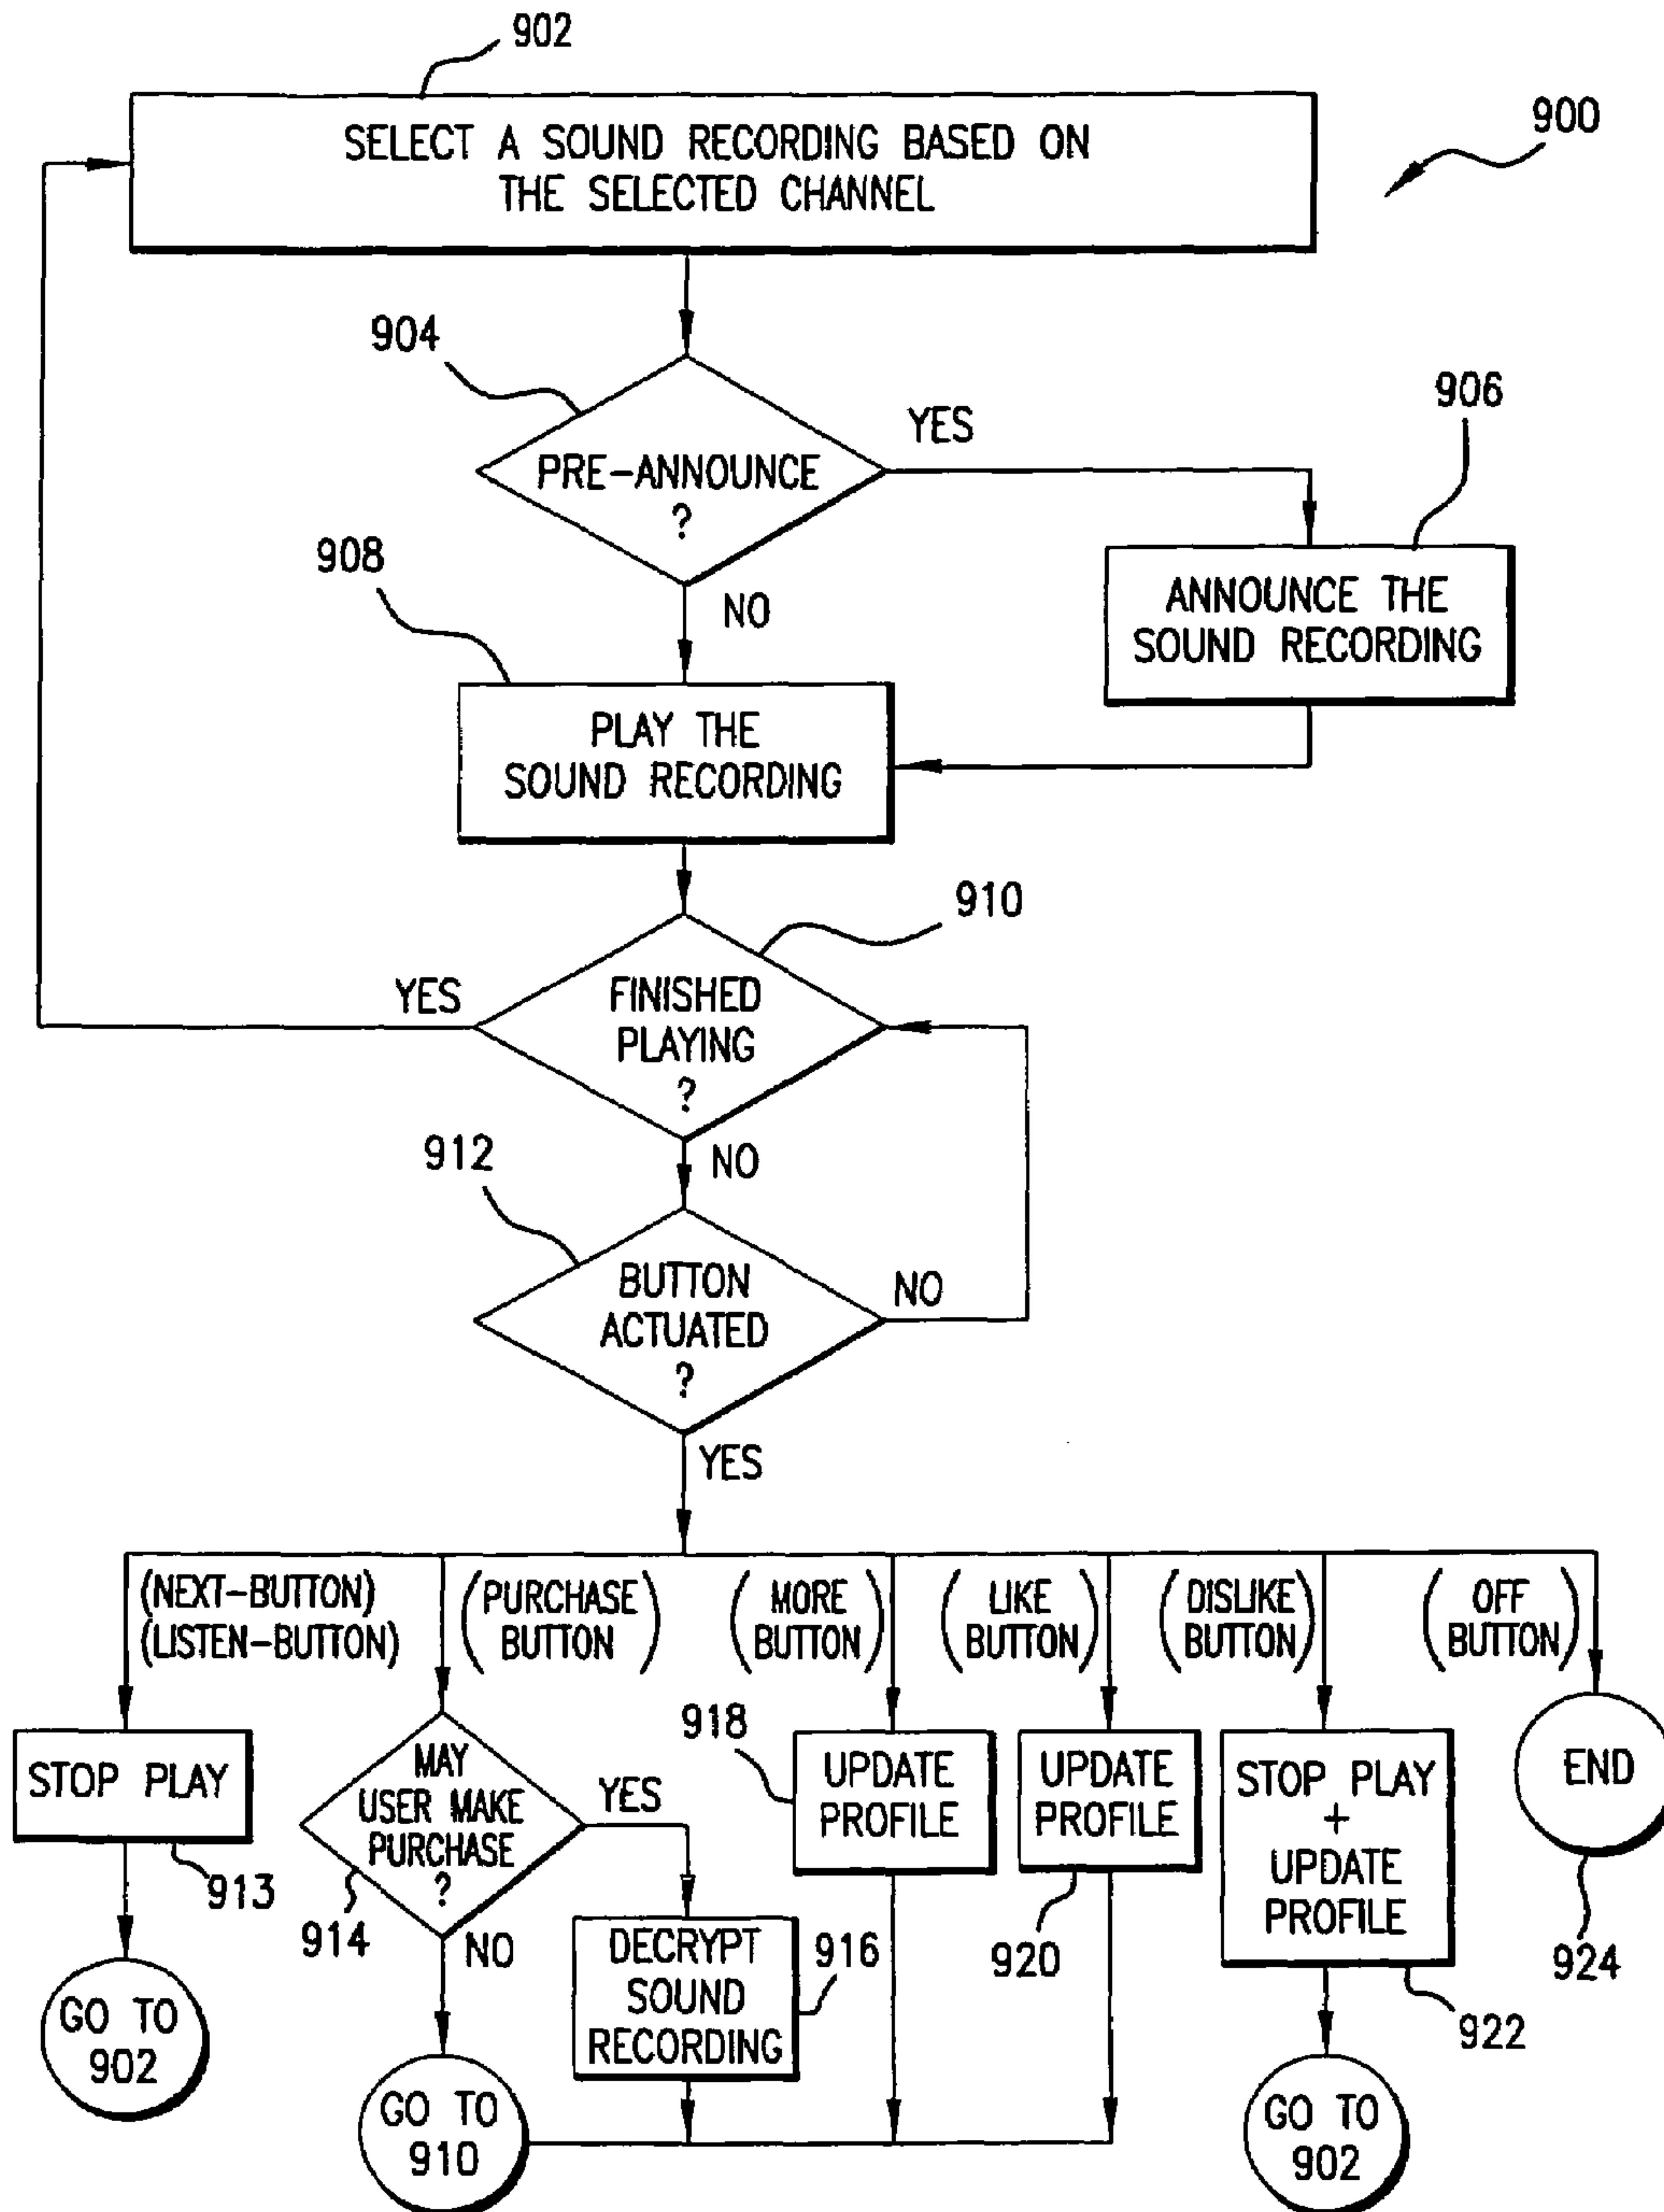 902
900
SELECT A SOUND RECORDING BASED ON
THE SELECTED CHANNEL
904
PRE-ANNOUNCE
?
YES
906
NO
908
ANNOUNCE THE
SOUND RECORDING
PLAY THE
SOUND RECORDING
910
FINISHED
PLAYING
?
YES
NO
912
BUTTON
ACTUATED
?
NO
YES
(NEXT-BUTTON)
(LISTEN-BUTTON)
(PURCHASE
BUTTON)
(MORE
BUTTON)
(LIKE
BUTTON)
(DISLIKE
BUTTON)
(OFF
BUTTON)
STOP PLAY
913
GO TO
902
MAY
USER MAKE
PURCHASE
?
914
YES
NO
DECRYPT
SOUND
RECORDING
916
GO TO
910
918
UPDATE
PROFILE
UPDATE
PROFILE
920
STOP PLAY
+
UPDATE
PROFILE
922
GO TO
902
END
924